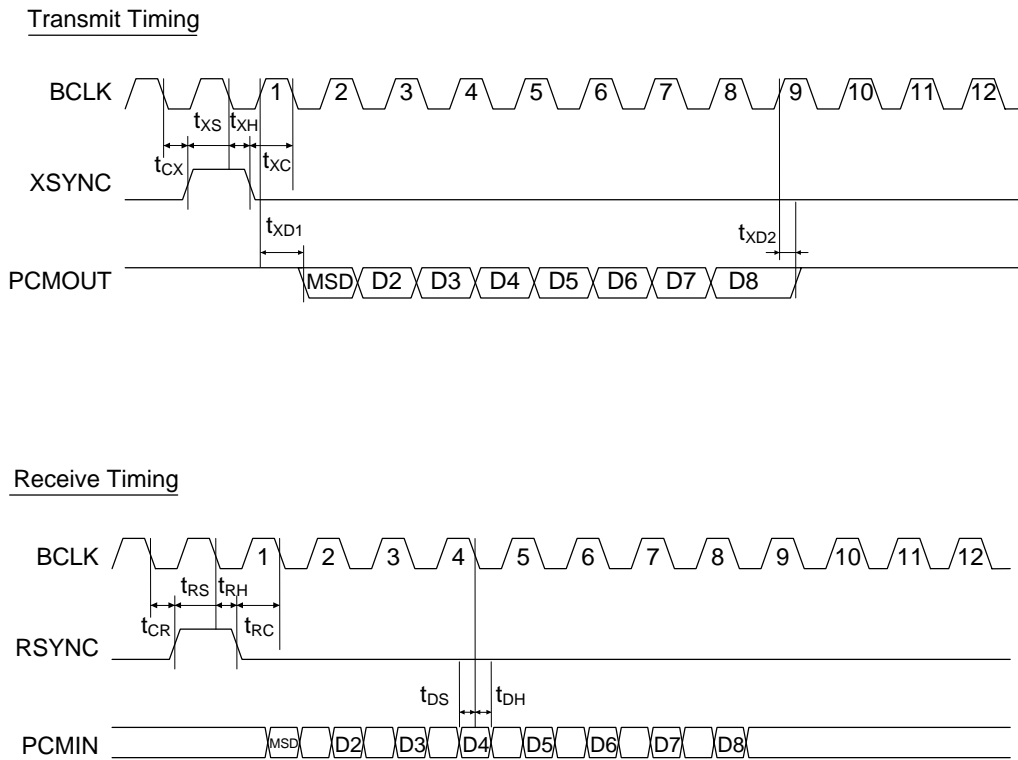 Transmit Timing
BCLK 1 2 3 4 5 6 7 8 9 10 11 12
tXS tXH
tCX tXC
XSYNC
tXD1 tXD2
PCMOUT MSD D2 D3 D4 D5 D6 D7 D8
Receive Timing
BCLK 1 2 3 4 5 6 7 8 9 10 11 12
tRS tRH
tCR tRC
RSYNC
tDS tDH
PCMIN MSD D2 D3 D4 D5 D6 D7 D8